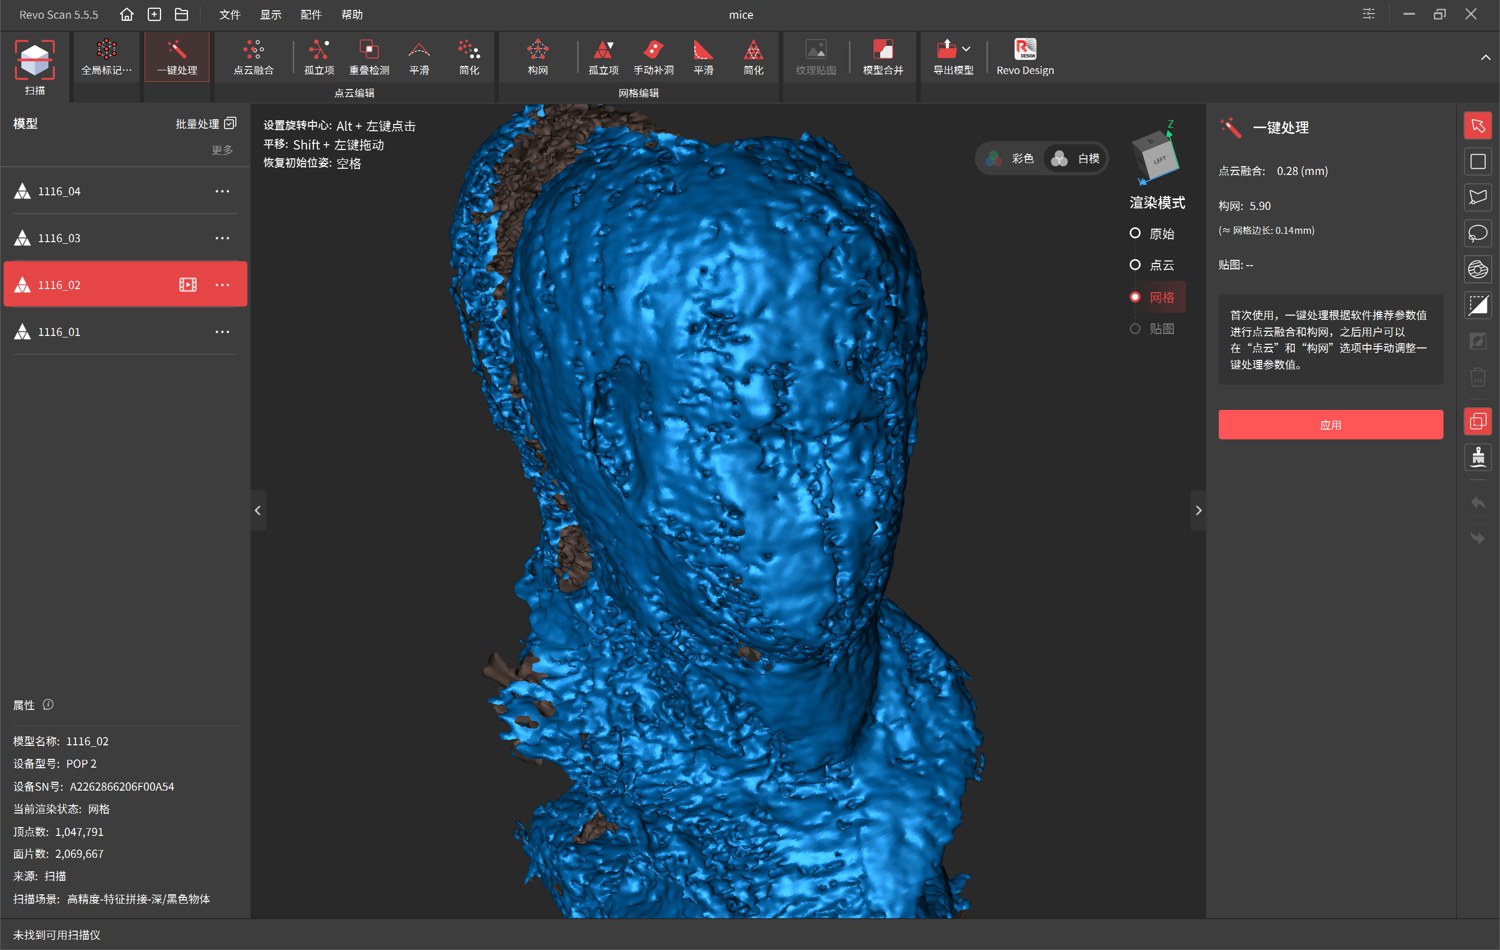 Revo Scan 5.5.5
文件 显示 配件 帮助
mice
扫描
全局标记···
一键处理
点云融合
孤立项
重叠检测
平滑
简化
点云编辑
构网
孤立项
手动补洞
平滑
简化
网格编辑
纹理贴图
模型合并
导出模型
REVO DESIGN
Revo Design
模型
批量处理
更多
1116_04
1116_03
1116_02
1116_01
属性
模型名称: 1116_02
设备型号: POP 2
设备SN号: A2262866206F00A54
当前渲染状态: 网格
顶点数: 1,047,791
面片数: 2,069,667
来源: 扫描
扫描场景: 高精度-特征拼接-深/黑色物体
未找到可用扫描仪
设置旋转中心: Alt + 左键点击
平移: Shift + 左键拖动
恢复初始位姿: 空格
彩色
白模
Z
LEFT
渲染模式
原始
点云
网格
贴图
一键处理
点云融合: 0.28 (mm)
构网: 5.90
(≈ 网格边长: 0.14mm)
贴图: --
首次使用，一键处理根据软件推荐参数值
进行点云融合和构网，之后用户可以
在“点云”和“构网”选项中手动调整一
键处理参数值。
应用